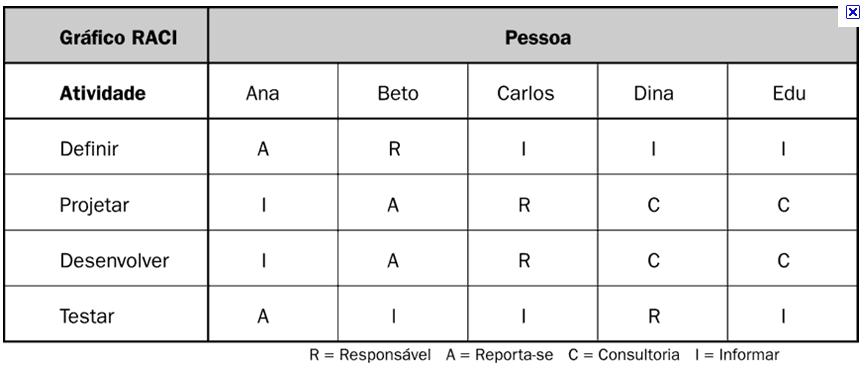 Gráfico RACI Pessoa
Atividade Ana Beto Carlos Dina Edu
Definir A R I I I
Projetar I A R C C
Desenvolver I A R C C
Testar A I I R I
R = Responsável A = Reporta-se C = Consultoria I = Informar